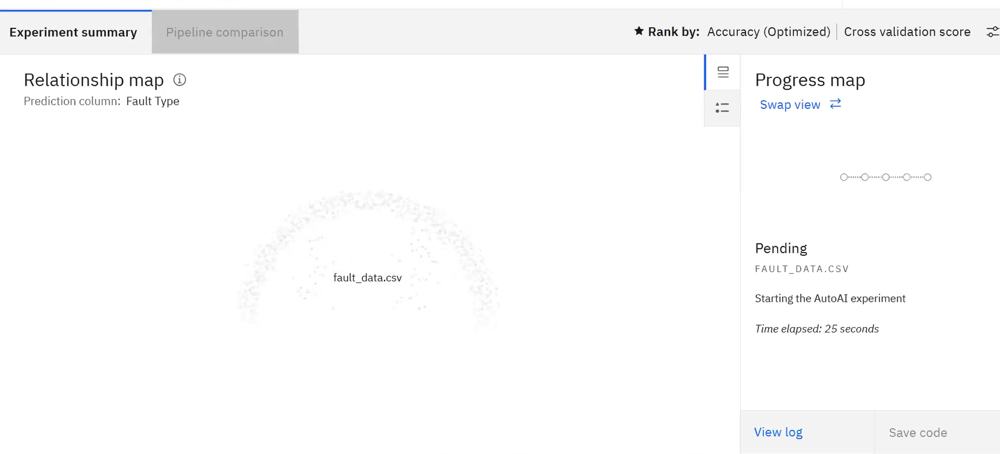 Experiment summary
Pipeline comparison
Rank by: Accuracy (Optimized) Cross validation score
Relationship map
Prediction column: Fault Type
fault_data.csv
Progress map
Swap view
Pending
FAULT_DATA.CSV
Starting the AutoAI experiment
Time elapsed: 25 seconds
View log
Save code